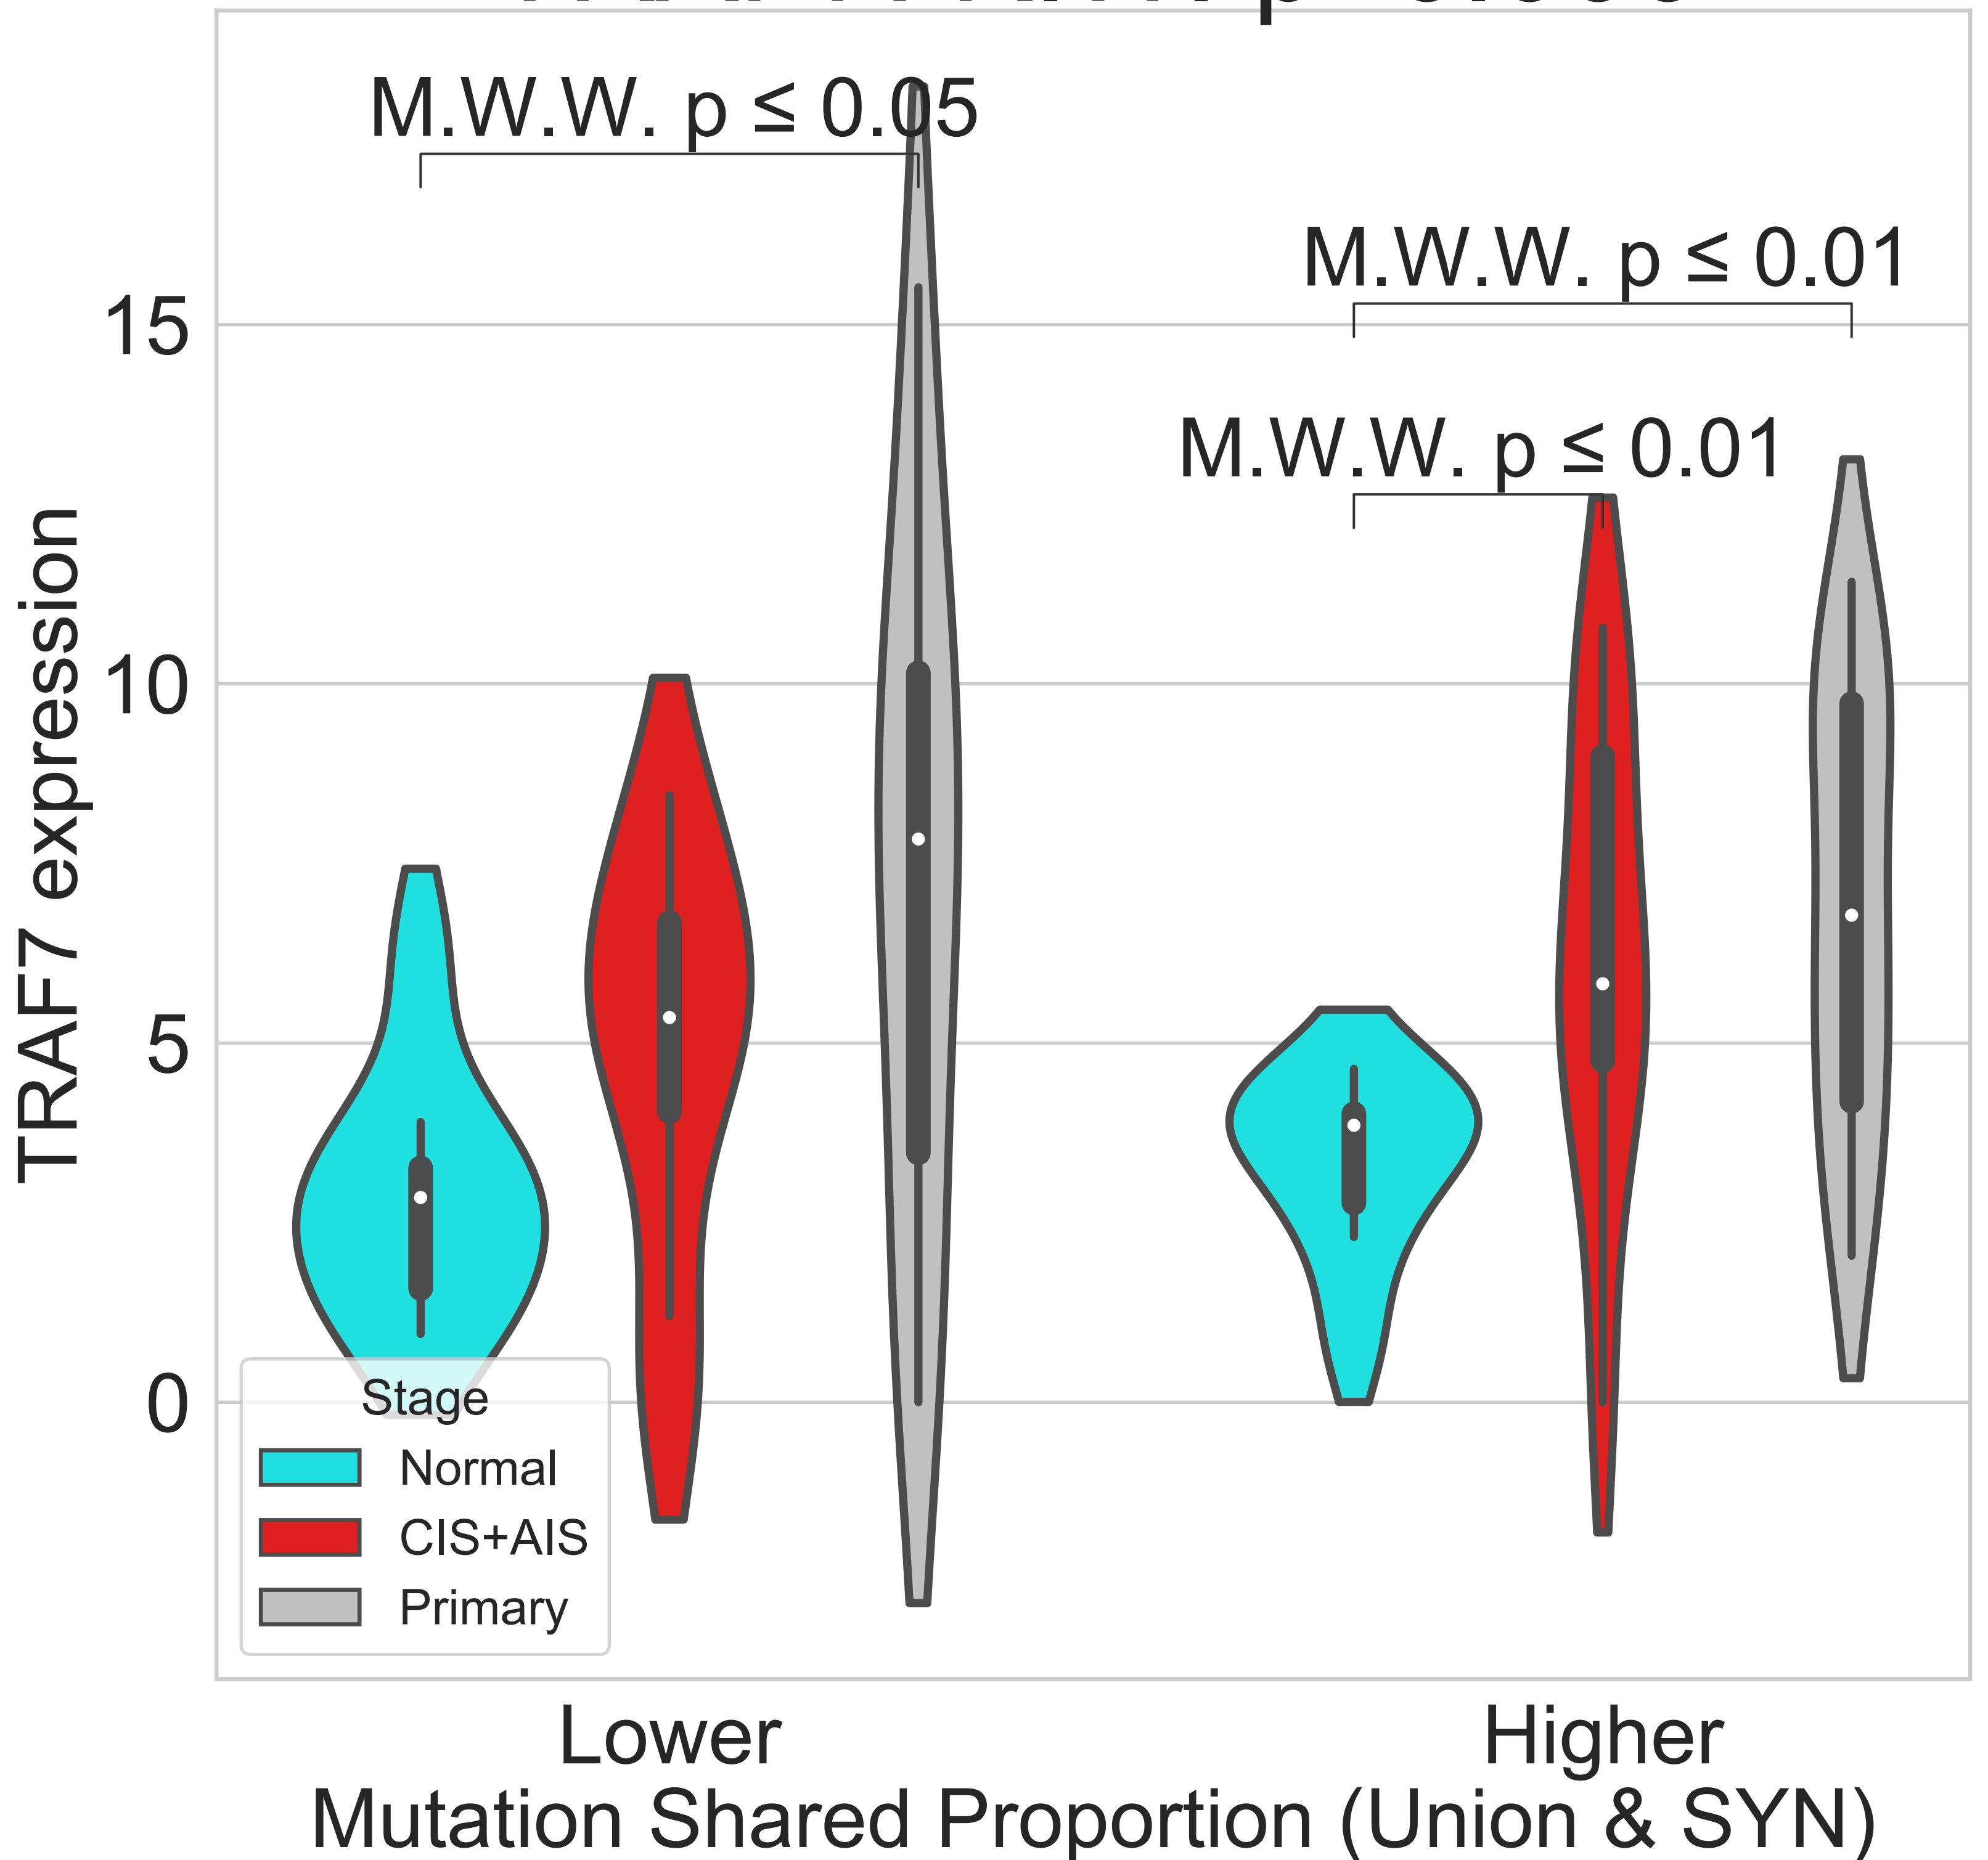 M.W.W. p ≤ 0.05
M.W.W. p ≤ 0.01
M.W.W. p ≤ 0.01
15
10
5
0
TRAF7 expression
Stage
Normal
CIS+AIS
Primary
Lower
Higher
Mutation Shared Proportion (Union & SYN)